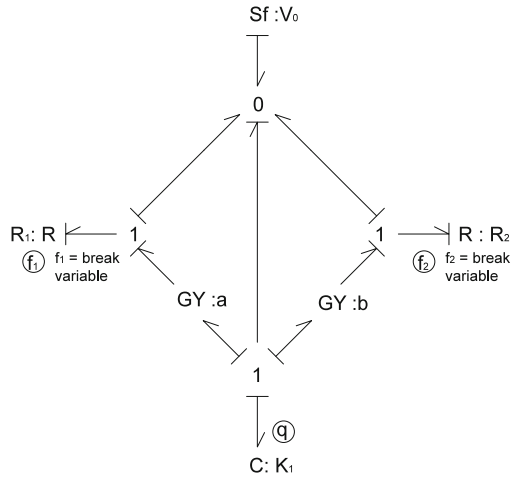 Sf :V₀
0
R₁: R
1
1
R : R₂
f₁
f₁ = break
variable
f₂
f₂ = break
variable
GY :a
GY :b
1
q
C: K₁